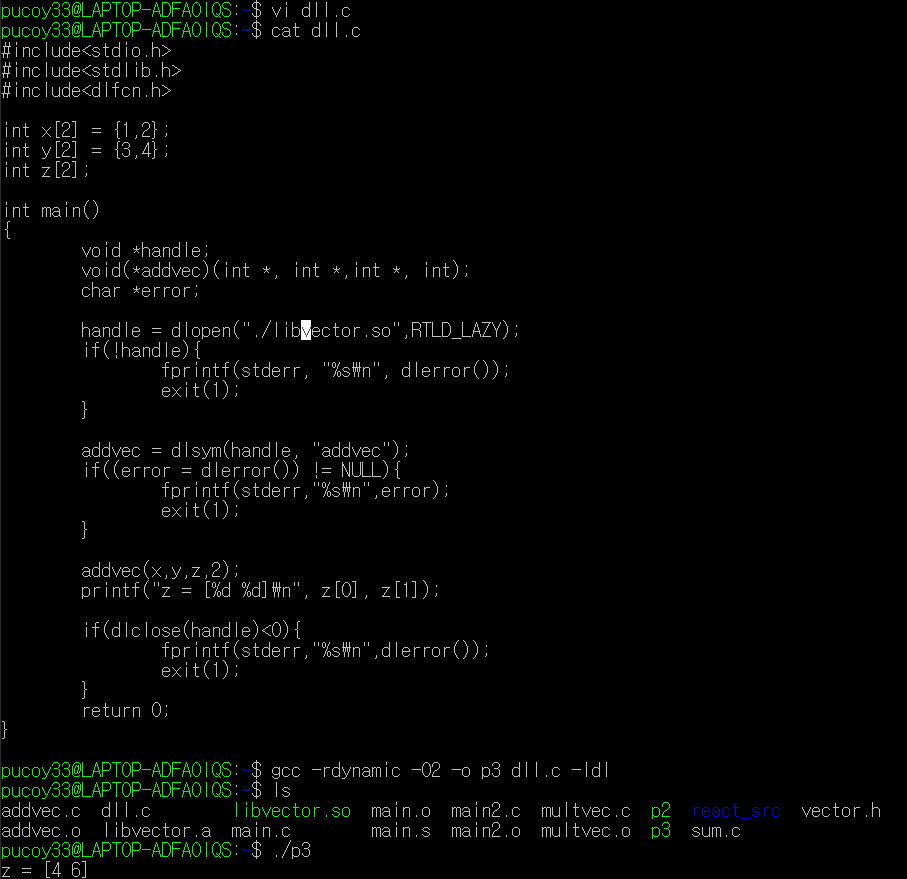 pucoy33@LAPTOP-ADFAOIQS:~$ vi dll.c
pucoy33@LAPTOP-ADFAOIQS:~$ cat dll.c
#include<stdio.h>
#include<stdlib.h>
#include<dlfcn.h>
int x[2] = {1,2};
int y[2] = {3,4};
int z[2];
int main()
{
void *handle;
void(*addvec)(int *, int *,int *, int);
char *error;
handle = dlopen("./libvector.so",RTLD_LAZY);
if(!handle){
fprintf(stderr, "%s₩n", dlerror());
exit(1);
}
addvec = dlsym(handle, "addvec");
if((error = dlerror()) != NULL){
fprintf(stderr,"%s₩n",error);
exit(1);
}
addvec(x,y,z,2);
printf("z = [%d %d]₩n", z[0], z[1]);
if(dlclose(handle)<0){
fprintf(stderr,"%s₩n",dlerror());
exit(1);
}
return 0;
}
pucoy33@LAPTOP-ADFAOIQS:~$ gcc -rdynamic -O2 -o p3 dll.c -ldl
pucoy33@LAPTOP-ADFAOIQS:~$ ls
addvec.c dll.c libvector.so main.o main2.c multvec.c p2 react_src vector.h
addvec.o libvector.a main.c main.s main2.o multvec.o p3 sum.c
pucoy33@LAPTOP-ADFAOIQS:~$ ./p3
z = [4 6]